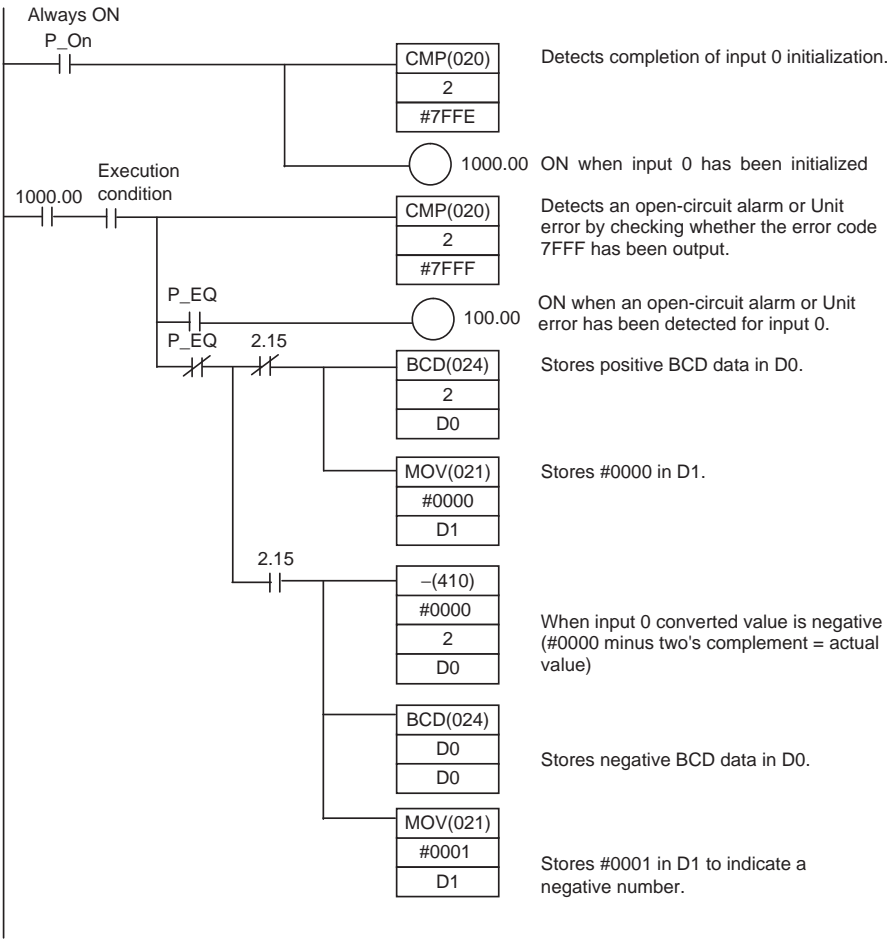 Always ON
P_On
CMP(020)
2
#7FFE
Detects completion of input 0 initialization.
1000.00
ON when input 0 has been initialized
Execution
condition
1000.00
CMP(020)
2
#7FFF
Detects an open-circuit alarm or Unit
error by checking whether the error code
7FFF has been output.
P_EQ
100.00
ON when an open-circuit alarm or Unit
error has been detected for input 0.
P_EQ
2.15
BCD(024)
2
D0
Stores positive BCD data in D0.
MOV(021)
#0000
D1
Stores #0000 in D1.
2.15
−(410)
#0000
2
D0
When input 0 converted value is negative
(#0000 minus two's complement = actual
value)
BCD(024)
D0
D0
Stores negative BCD data in D0.
MOV(021)
#0001
D1
Stores #0001 in D1 to indicate a
negative number.